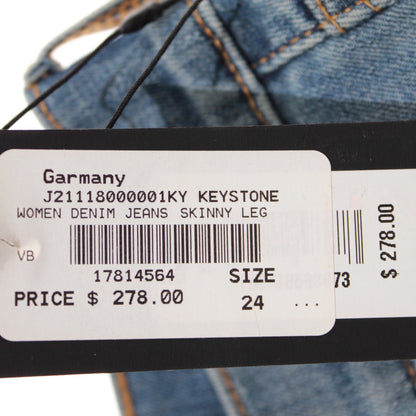 Garmany
J21118000001KY KEYSTONE
WOMEN DENIM JEANS SKINNY LEG
VB
17814564
SIZE
PRICE $ 278.00
24 ...
73
$ 278.00